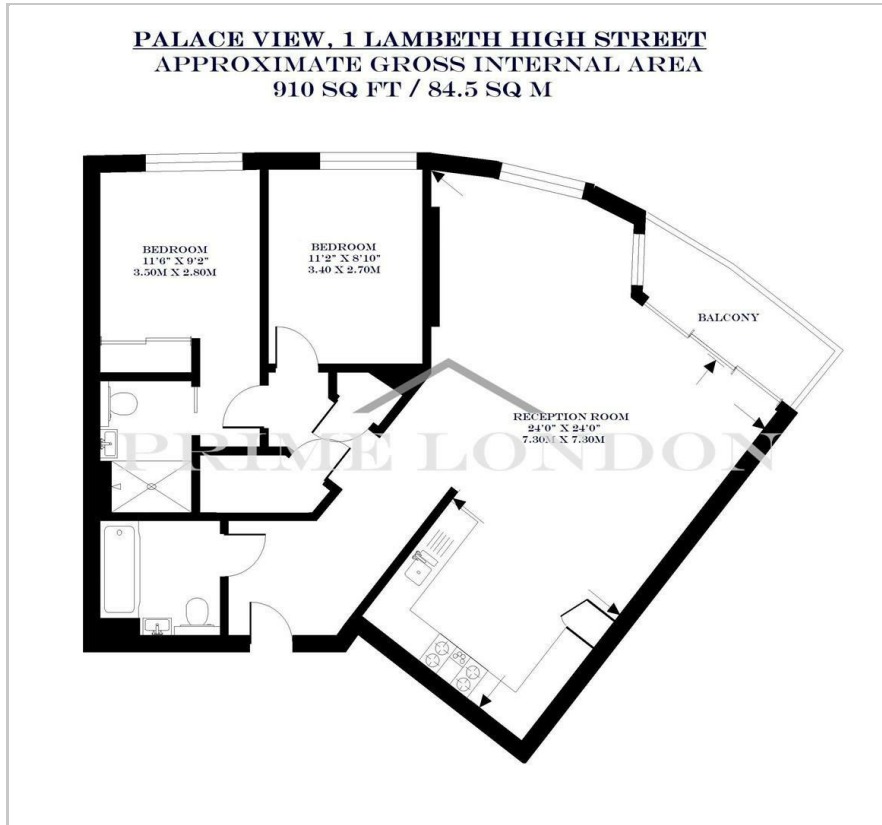 PALACE VIEW, 1 LAMBETH HIGH STREET
APPROXIMATE GROSS INTERNAL AREA
910 SQ FT / 84.5 SQ M
BEDROOM
11'6" X 9'2"
3.50M X 2.80M
BEDROOM
11'2" X 8'10"
3.40 X 2.70M
BALCONY
RECEPTION ROOM
24'0" X 24'0"
7.30M X 7.30M
PRIME LONDON